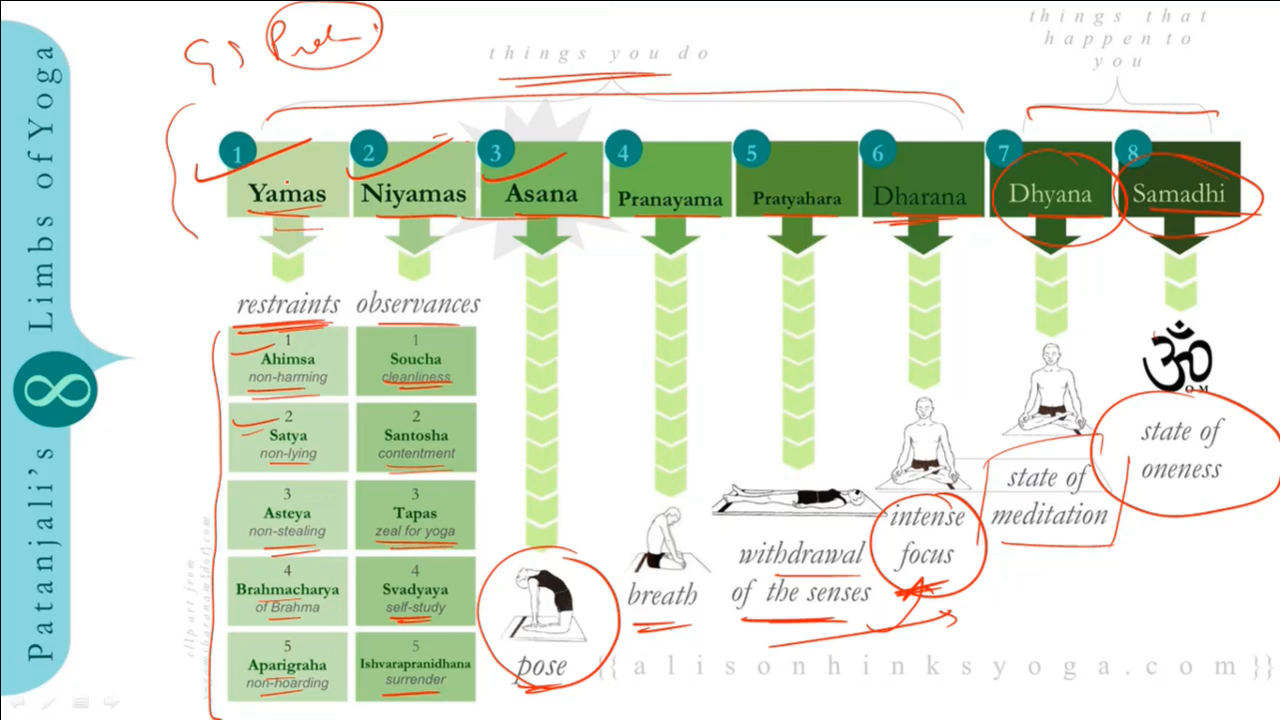 Patanjali's 8 Limbs of Yoga
things you do
things that
happen to
you
1
Yamas
2
Niyamas
3
Asana
4
Pranayama
5
Pratyahara
6
Dharana
7
Dhyana
8
Samadhi
restraints
1
Ahimsa
non-harming
2
Satya
non-lying
3
Asteya
non-stealing
4
Brahmacharya
of Brahma
5
Aparigraha
non-hoarding
observances
1
Soucha
cleanliness
2
Santosha
contentment
3
Tapas
zeal for yoga
4
Svadyaya
self-study
5
Ishvarapranidhana
surrender
pose
breath
withdrawal
of the senses
intense
focus
state of
meditation
ॐ
OM
state of
oneness
clip art from
{{alisonhinksyoga.com}}